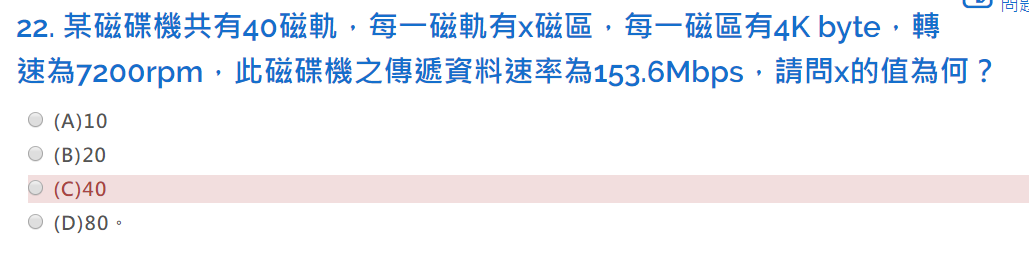 問題
22. 某磁碟機共有40磁軌，每一磁軌有x磁區，每一磁區有4K byte，轉
速為7200rpm，此磁碟機之傳遞資料速率為153.6Mbps，請問x的值為何？
(A)10
(B)20
(C)40
(D)80。